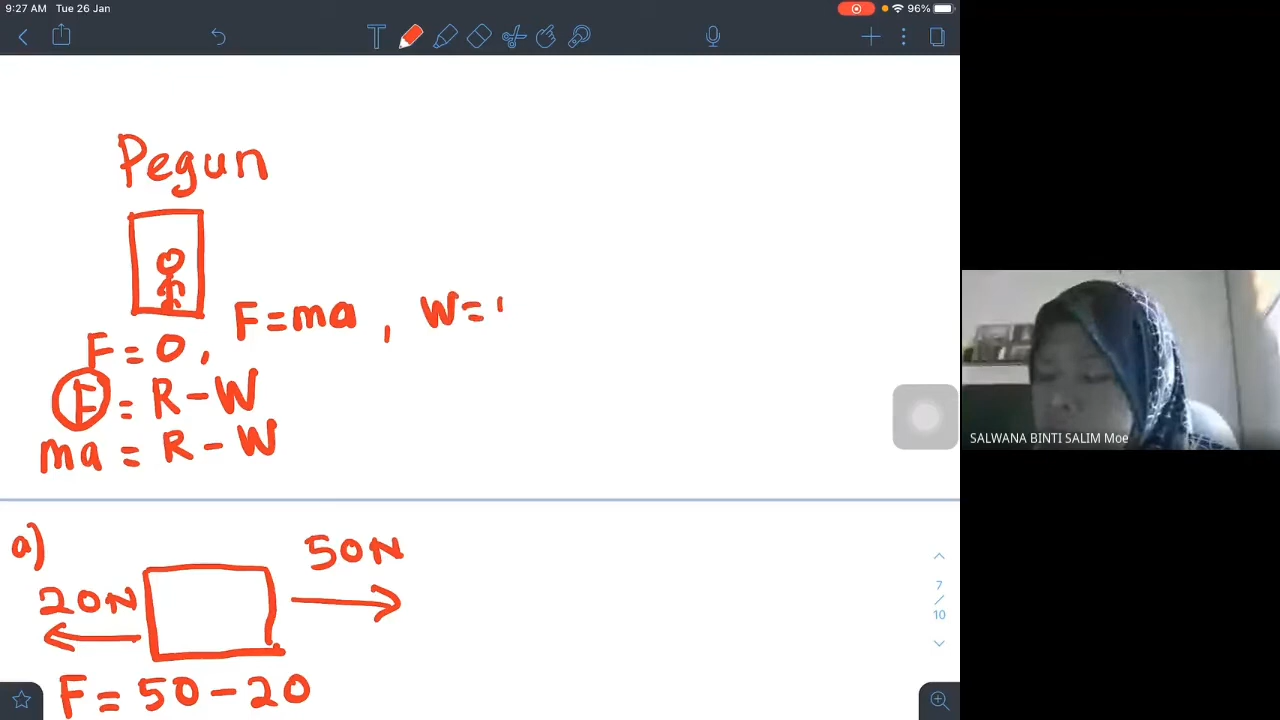 9:27 AM Tue 26 Jan
96%
T
Pegun
F=ma , W=
F=0,
F = R-W
ma = R-W
SALWANA BINTI SALIM Moe
a)
50N
20N
F=50-20
7
/
10